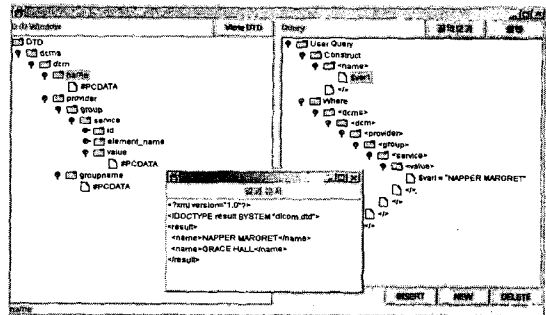 View DTD
Query
DTD
dcms
dcm
name
#PCDATA
provider
group
service
id
element_name
value
#PCDATA
groupname
#PCDATA
User Query
Construct
<name>
$var1
</>
Where
<dcms>
<dcm>
<provider>
<group>
<service>
<value>
$var1 = "NAPPER MARGRET"
</>
</>
</>
</>
</>
<?xml version="1.0"?>
<!DOCTYPE result SYSTEM "dicom.dtd">
<result>
<name>NAPPER MARGRET</name>
<name>GRACE HALL</name>
</result>
INSERT
NEW
DELETE
name